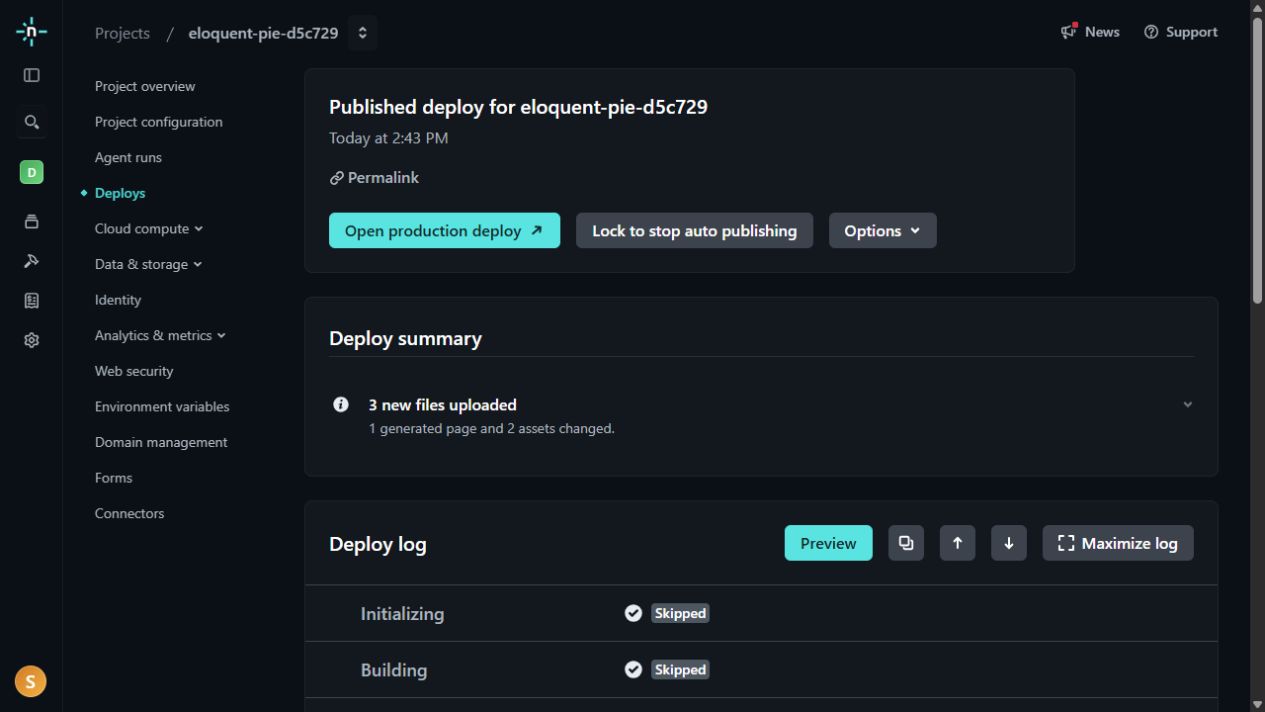 n
Projects / eloquent-pie-d5c729
News
Support
D
S
Project overview
Project configuration
Agent runs
Deploys
Cloud compute
Data & storage
Identity
Analytics & metrics
Web security
Environment variables
Domain management
Forms
Connectors
Published deploy for eloquent-pie-d5c729
Today at 2:43 PM
Permalink
Open production deploy
Lock to stop auto publishing
Options
Deploy summary
3 new files uploaded
1 generated page and 2 assets changed.
Deploy log
Preview
Maximize log
Initializing
Skipped
Building
Skipped